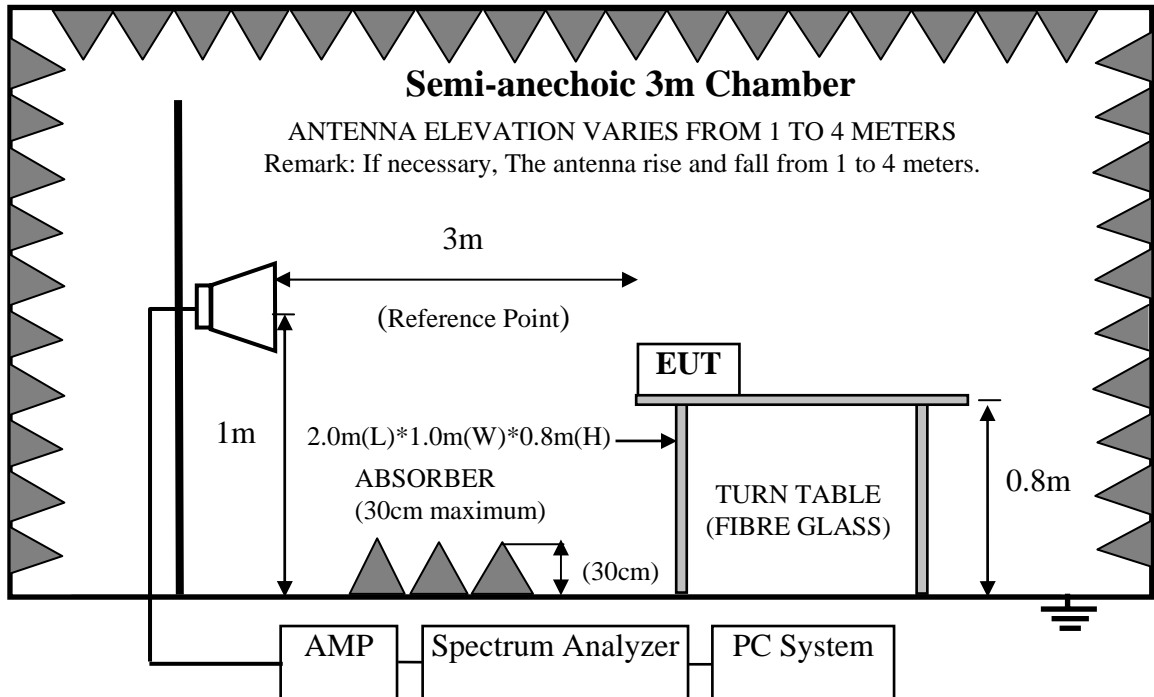 Semi-anechoic 3m Chamber
ANTENNA ELEVATION VARIES FROM 1 TO 4 METERS
Remark: If necessary, The antenna rise and fall from 1 to 4 meters.
3m
(Reference Point)
EUT
1m
2.0m(L)*1.0m(W)*0.8m(H)
ABSORBER
(30cm maximum)
(30cm)
TURN TABLE
(FIBRE GLASS)
0.8m
AMP
Spectrum Analyzer
PC System